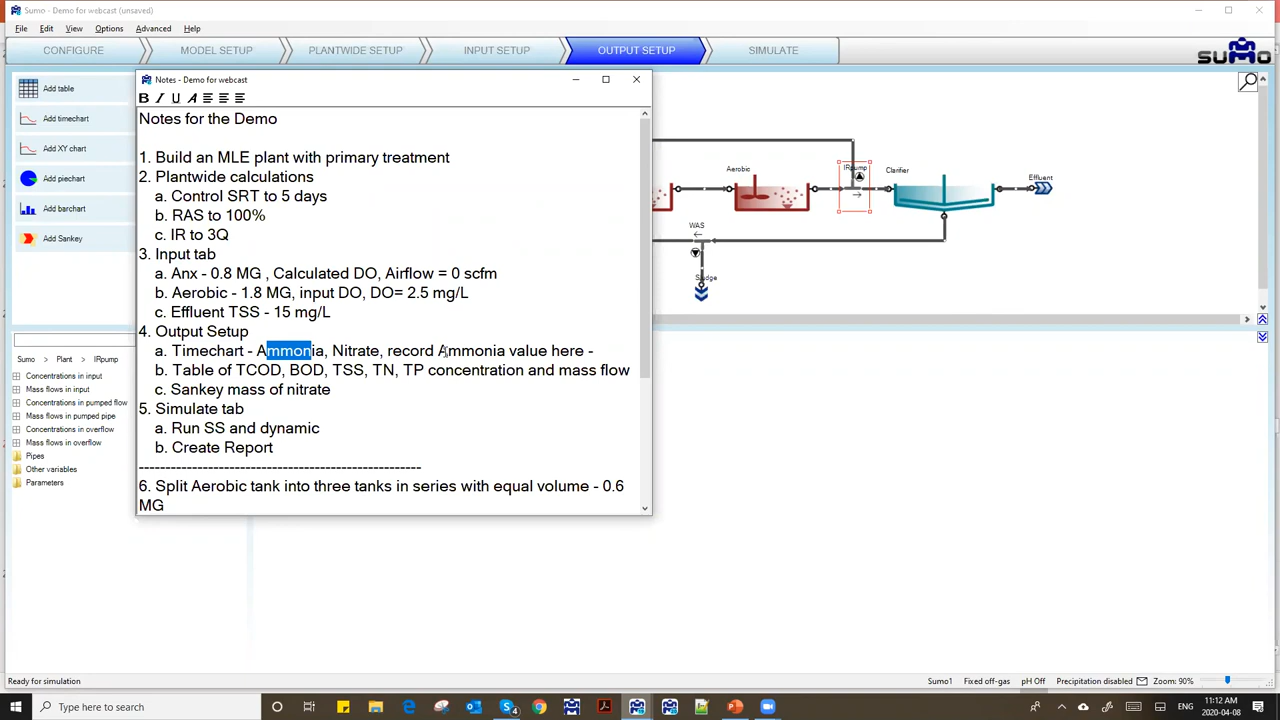 Sumo - Demo for webcast (unsaved)
File Edit View Options Advanced Help
CONFIGURE MODEL SETUP PLANTWIDE SETUP INPUT SETUP OUTPUT SETUP SIMULATE
SUMO
Add table
Add timechart
Add XY chart
Add piechart
Add barchart
Add Sankey
Notes - Demo for webcast
B I U A
Notes for the Demo
1. Build an MLE plant with primary treatment
2. Plantwide calculations
a. Control SRT to 5 days
b. RAS to 100%
c. IR to 3Q
3. Input tab
a. Anx - 0.8 MG , Calculated DO, Airflow = 0 scfm
b. Aerobic - 1.8 MG, input DO, DO= 2.5 mg/L
c. Effluent TSS - 15 mg/L
4. Output Setup
a. Timechart - Ammonia, Nitrate, record Ammonia value here -
b. Table of TCOD, BOD, TSS, TN, TP concentration and mass flow
c. Sankey mass of nitrate
5. Simulate tab
a. Run SS and dynamic
b. Create Report
----------------------------------------------------
6. Split Aerobic tank into three tanks in series with equal volume - 0.6
MG
Aerobic
IRpump
Clarifier
Effluent
WAS
Sludge
Sumo > Plant > IRpump
Concentrations in input
Mass flows in input
Concentrations in pumped flow
Mass flows in pumped pipe
Concentrations in overflow
Mass flows in overflow
Pipes
Other variables
Parameters
Ready for simulation
Sumo1 Fixed off-gas pH Off Precipitation disabled Zoom: 90%
Type here to search
ENG
11:12 AM
2020-04-08